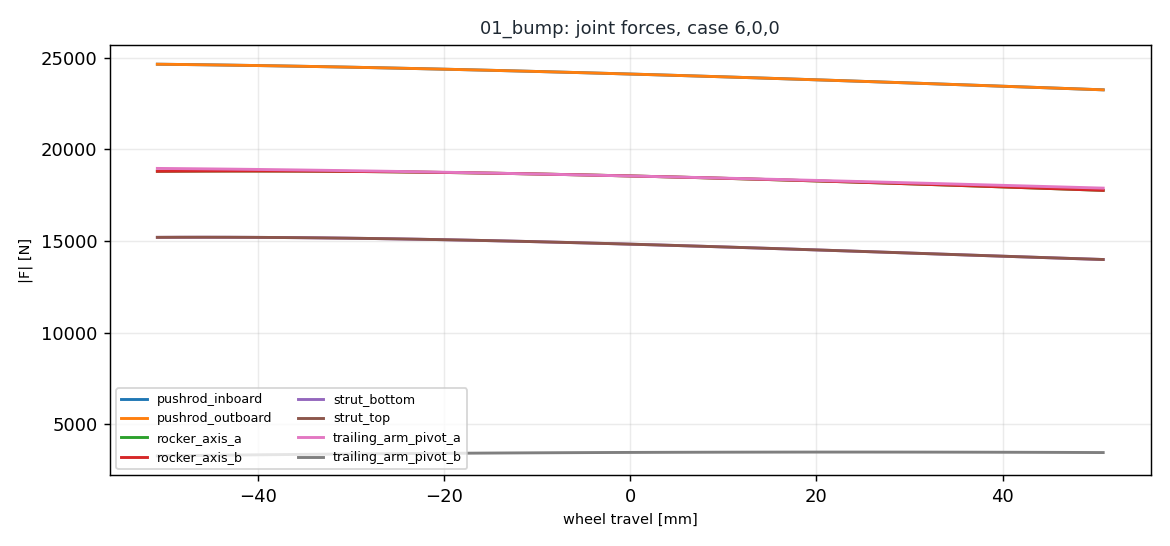 01_bump: joint forces, case 6,0,0
25000
20000
15000
10000
5000
|F| [N]
pushrod_inboard
pushrod_outboard
rocker_axis_a
rocker_axis_b
strut_bottom
strut_top
trailing_arm_pivot_a
trailing_arm_pivot_b
−40
−20
0
20
40
wheel travel [mm]